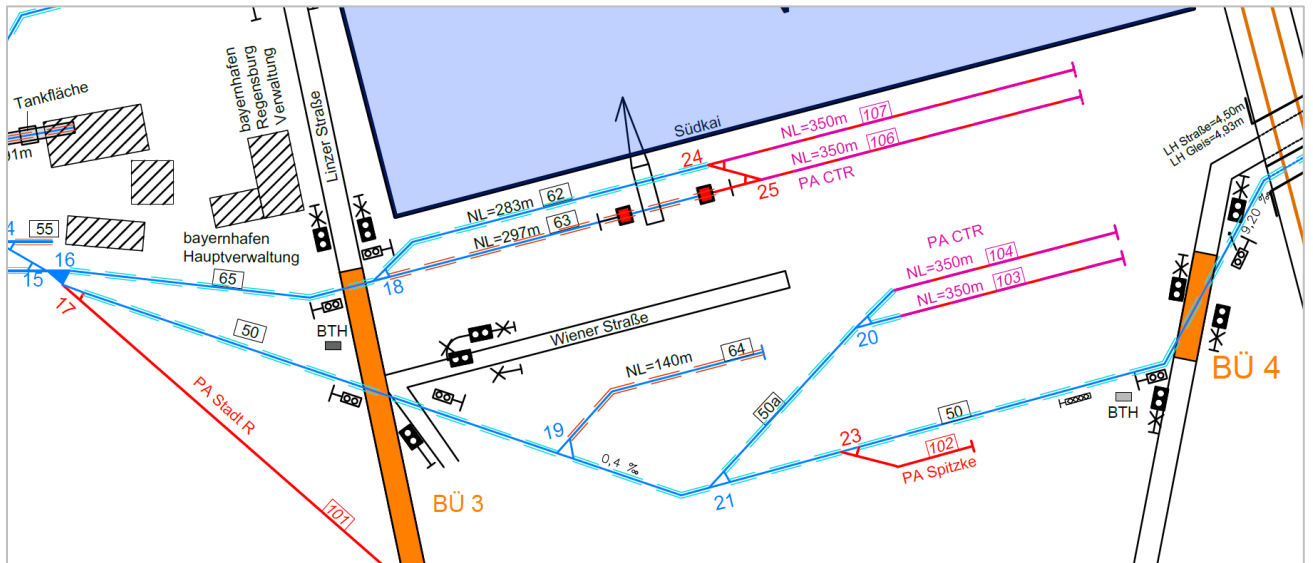 Tankfläche
91m
bayernhafen
Regensburg
Verwaltung
Linzer Straße
Südkai
NL=350m 107
NL=350m 106
PA CTR
24
25
LH Straße=4,50m
LH Gleis=4,93m
NL=283m 62
NL=297m 63
4
55
bayernhafen
Hauptverwaltung
15
16
17
65
18
50
BTH
PA CTR
NL=350m 104
NL=350m 103
9,20 ‰
Wiener Straße
20
NL=140m 64
BÜ 4
PA Stadt R
50a
50
BTH
19
0,4 ‰
23
102
PA Spitzke
21
BÜ 3
101